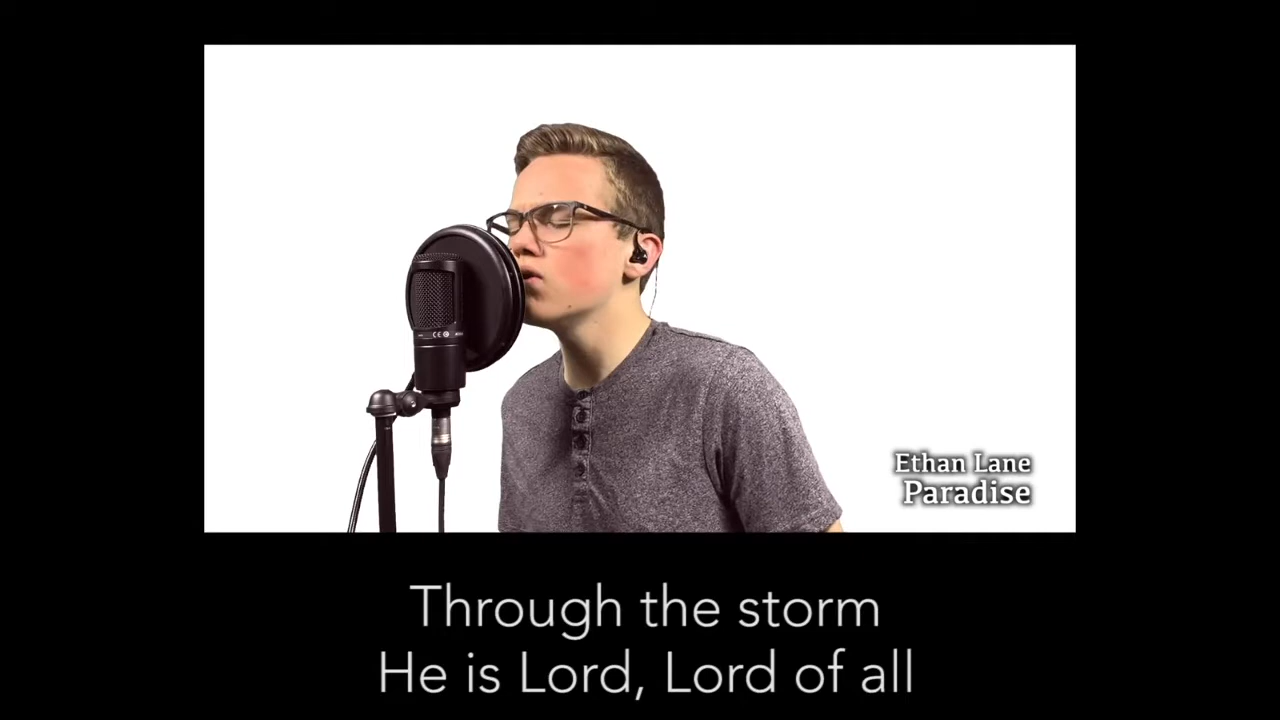 Ethan Lane
Paradise
Through the storm
He is Lord, Lord of all